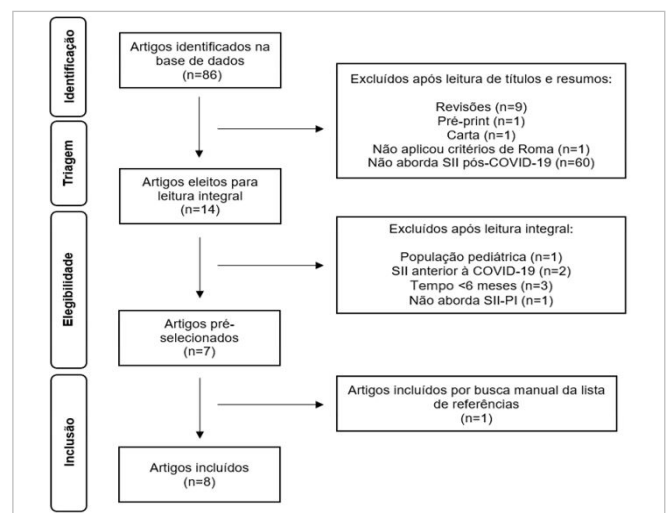 Identificação
Artigos identificados na
base de dados
(n=86)
Excluídos após leitura de títulos e resumos:
Revisões (n=9)
Pré-print (n=1)
Carta (n=1)
Não aplicou critérios de Roma (n=1)
Não aborda SII pós-COVID-19 (n=60)
Triagem
Artigos eleitos para
leitura integral
(n=14)
Elegibilidade
Excluídos após leitura integral:
População pediátrica (n=1)
SII anterior à COVID-19 (n=2)
Tempo <6 meses (n=3)
Não aborda SII-PI (n=1)
Artigos pré-
selecionados
(n=7)
Inclusão
Artigos incluídos por busca manual da lista
de referências
(n=1)
Artigos incluídos
(n=8)